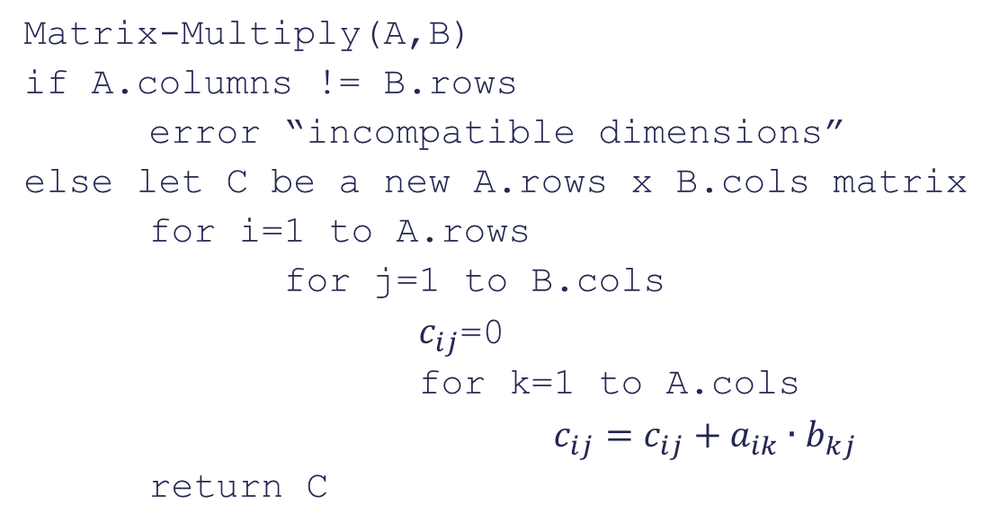 Matrix-Multiply(A,B)
if A.columns != B.rows
error “incompatible dimensions”
else let C be a new A.rows x B.cols matrix
for i=1 to A.rows
for j=1 to B.cols
c_{ij}=0
for k=1 to A.cols
c_{ij} = c_{ij} + a_{ik} · b_{kj}
return C